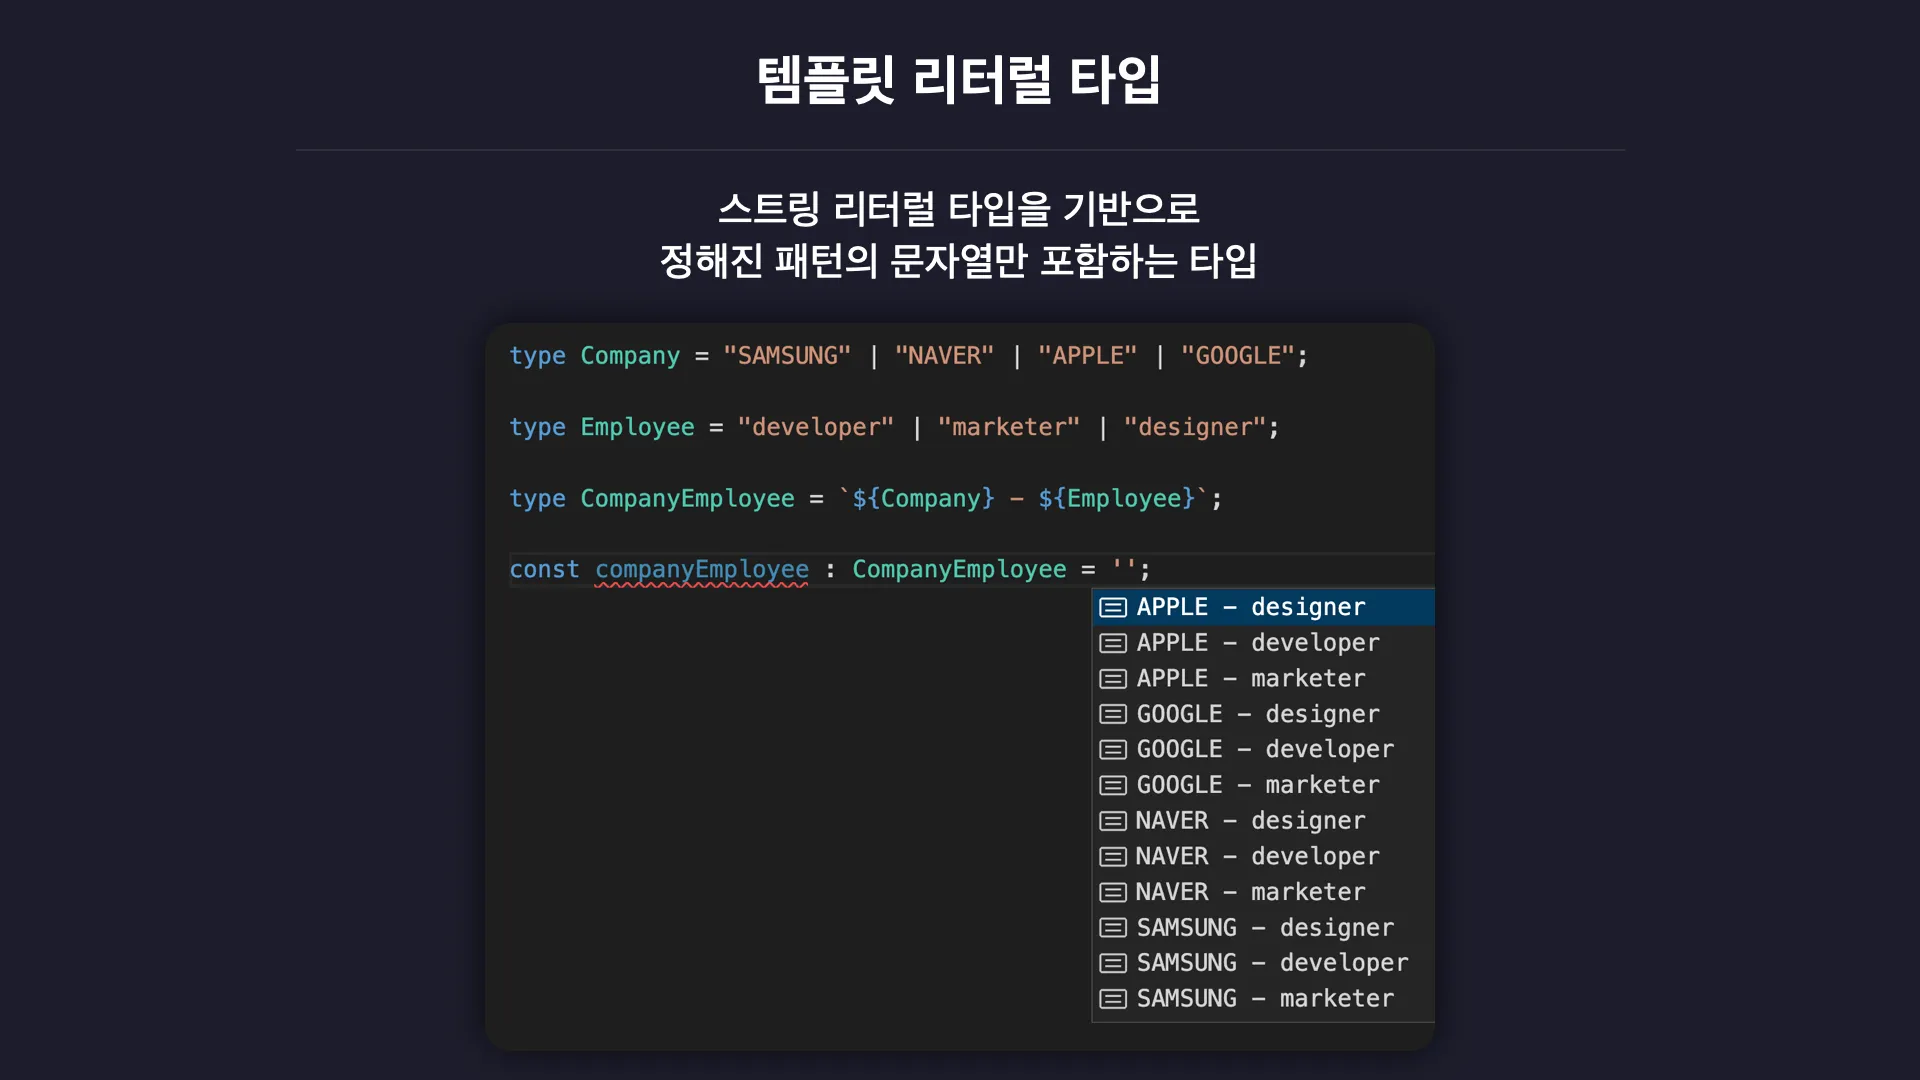 템플릿 리터럴 타입
스트링 리터럴 타입을 기반으로
정해진 패턴의 문자열만 포함하는 타입
type Company = "SAMSUNG" | "NAVER" | "APPLE" | "GOOGLE";
type Employee = "developer" | "marketer" | "designer";
type CompanyEmployee = `${Company} - ${Employee}`;
const companyEmployee : CompanyEmployee = '';
APPLE - designer
APPLE - developer
APPLE - marketer
GOOGLE - designer
GOOGLE - developer
GOOGLE - marketer
NAVER - designer
NAVER - developer
NAVER - marketer
SAMSUNG - designer
SAMSUNG - developer
SAMSUNG - marketer